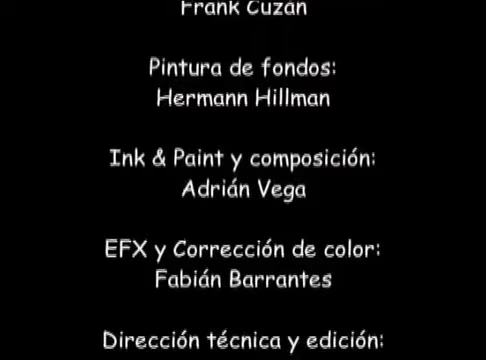 Frank Cuzán
Pintura de fondos:
Hermann Hillman
Ink & Paint y composición:
Adrián Vega
EFX y Corrección de color:
Fabián Barrantes
Dirección técnica y edición: